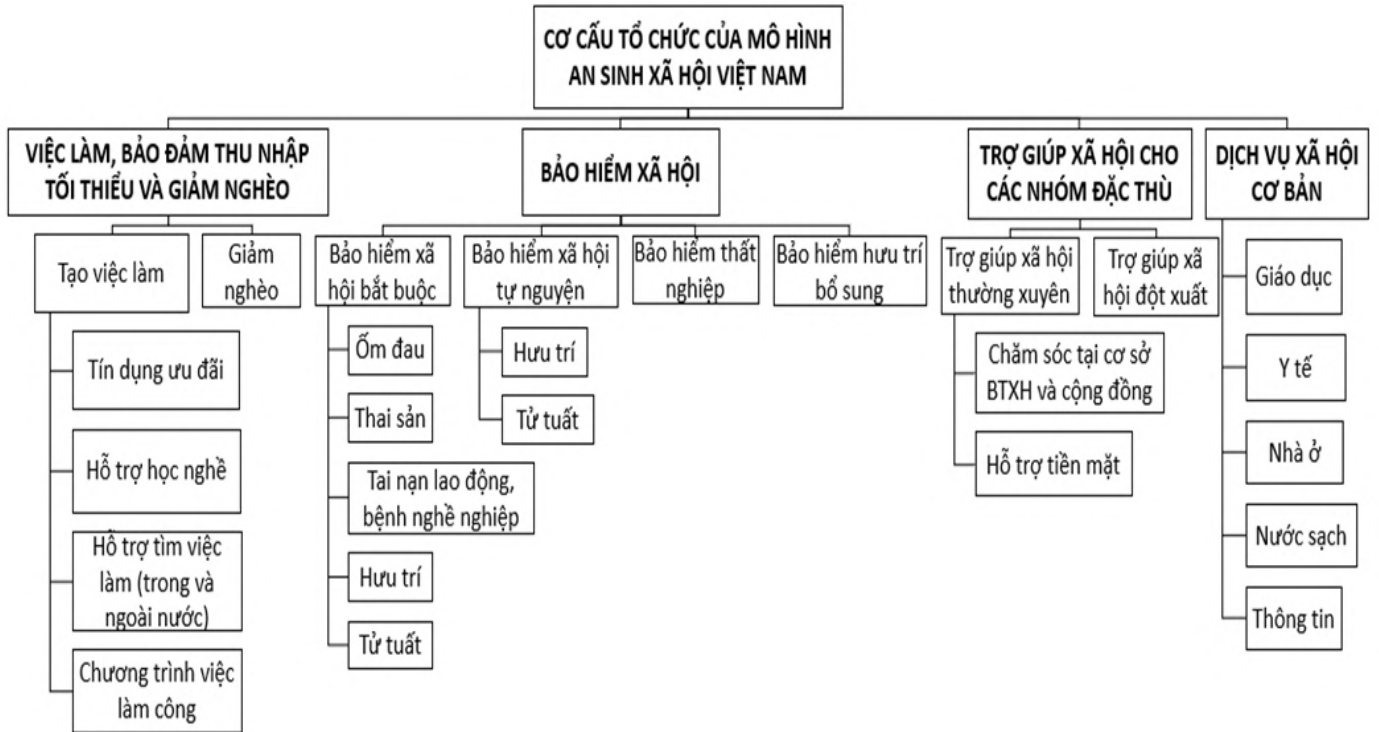 CƠ CẤU TỔ CHỨC CỦA MÔ HÌNH
AN SINH XÃ HỘI VIỆT NAM
VIỆC LÀM, BẢO ĐẢM THU NHẬP
TỐI THIỂU VÀ GIẢM NGHÈO
BẢO HIỂM XÃ HỘI
TRỢ GIÚP XÃ HỘI CHO
CÁC NHÓM ĐẶC THÙ
DỊCH VỤ XÃ HỘI
CƠ BẢN
Tạo việc làm
Giảm
nghèo
Bảo hiểm xã
hội bắt buộc
Bảo hiểm xã hội
tự nguyện
Bảo hiểm thất
nghiệp
Bảo hiểm hưu trí
bổ sung
Trợ giúp xã hội
thường xuyên
Trợ giúp xã
hội đột xuất
Tín dụng ưu đãi
Hỗ trợ học nghề
Hỗ trợ tìm việc
làm (trong và
ngoài nước)
Chương trình việc
làm công
Ốm đau
Thai sản
Tai nạn lao động,
bệnh nghề nghiệp
Hưu trí
Tử tuất
Hưu trí
Tử tuất
Chăm sóc tại cơ sở
BTXH và cộng đồng
Hỗ trợ tiền mặt
Giáo dục
Y tế
Nhà ở
Nước sạch
Thông tin